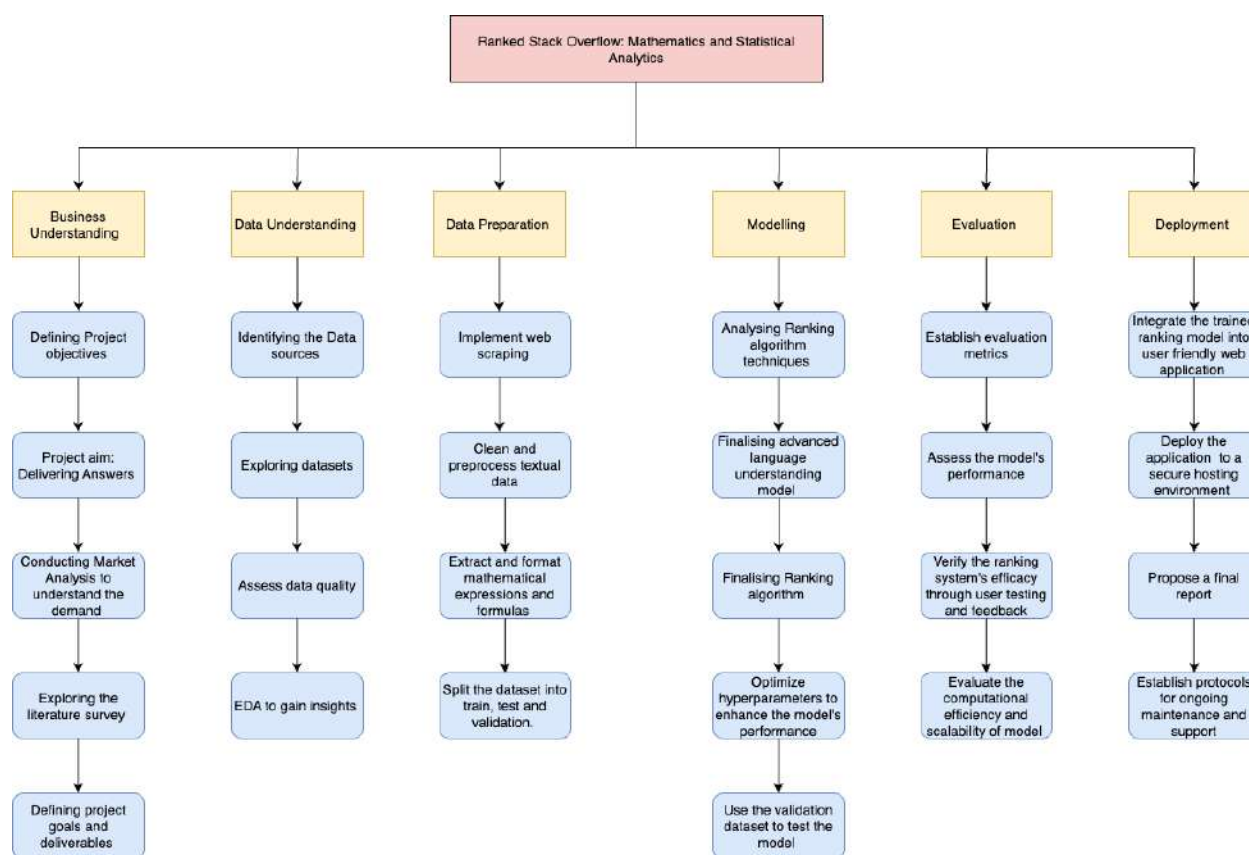 Ranked Stack Overflow: Mathematics and Statistical
Analytics
Business
Understanding
Data Understanding
Data Preparation
Modelling
Evaluation
Deployment
Defining Project
objectives
Identifying the Data
sources
Implement web
scraping
Analysing Ranking
algorithm
techniques
Establish evaluation
metrics
Integrate the trained
ranking model into
user friendly web
application
Project aim:
Delivering Answers
Exploring datasets
Clean and
preprocess textual
data
Finalising advanced
language
understanding
model
Assess the model's
performance
Deploy the
application to a
secure hosting
environment
Conducting Market
Analysis to
understand the
demand
Assess data quality
Extract and format
mathematical
expressions and
formulas
Finalising Ranking
algorithm
Verify the ranking
system's efficacy
through user testing
and feedback
Propose a final
report
Exploring the
literature survey
EDA to gain insights
Split the dataset into
train, test and
validation.
Optimize
hyperparameters to
enhance the model's
performance
Evaluate the
computational
efficiency and
scalability of model
Establish protocols
for ongoing
maintenance and
support
Defining project
goals and
deliverables
Use the validation
dataset to test the
model